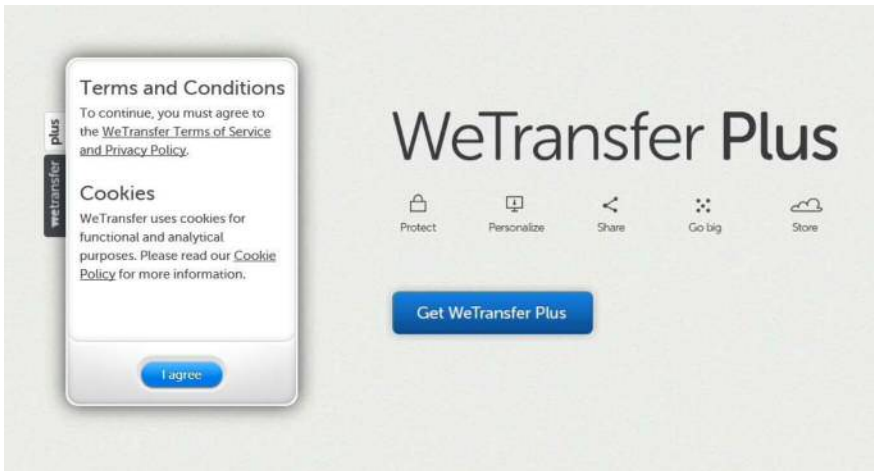 Terms and Conditions
To continue, you must agree to
the WeTransfer Terms of Service
and Privacy Policy.
Cookies
WeTransfer uses cookies for
functional and analytical
purposes. Please read our Cookie
Policy for more information.
I agree
plus
wetransfer
WeTransfer Plus
Protect
Personalize
Share
Go big
Store
Get WeTransfer Plus